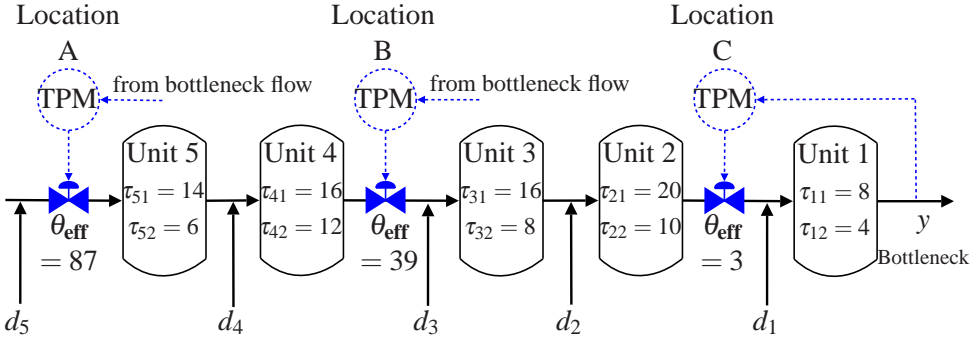 Location
A
Location
B
Location
C
TPM
from bottleneck flow
TPM
from bottleneck flow
TPM
Unit 5
τ51 = 14
τ52 = 6
Unit 4
τ41 = 16
τ42 = 12
Unit 3
τ31 = 16
τ32 = 8
Unit 2
τ21 = 20
τ22 = 10
Unit 1
τ11 = 8
τ12 = 4
θeff
= 87
θeff
= 39
θeff
= 3
y
Bottleneck
d5
d4
d3
d2
d1